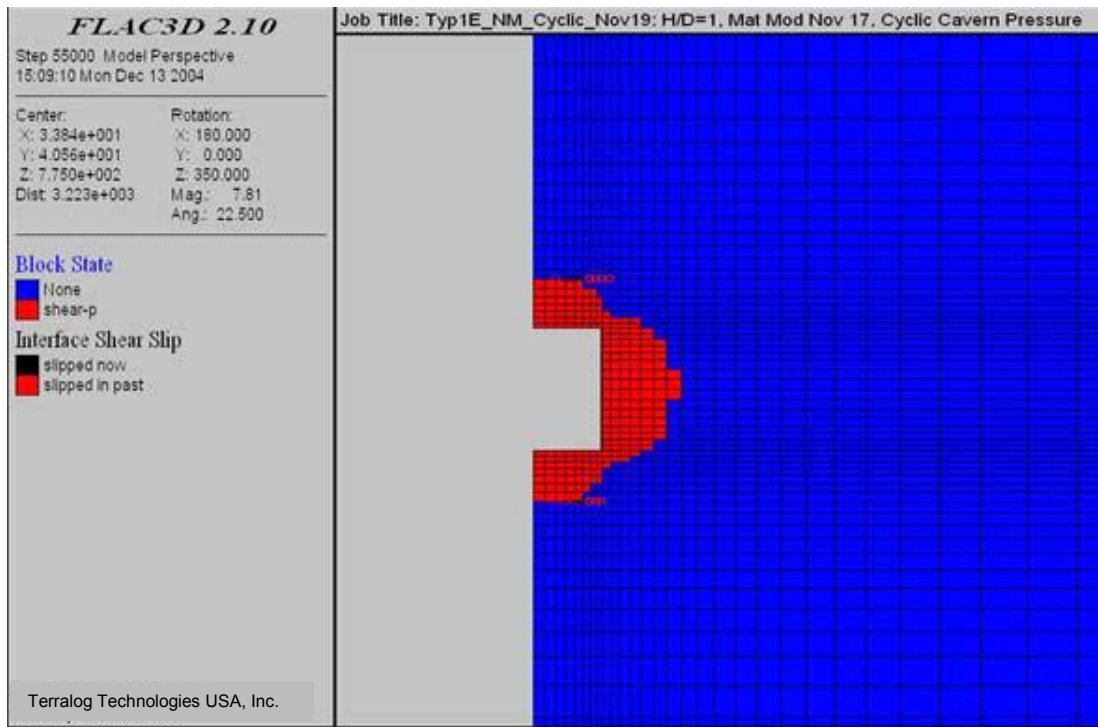 FLAC3D 2.10
Step 55000 Model Perspective
15:09:10 Mon Dec 13 2004
Center: Rotation:
X: 3.384e+001 X: 180.000
Y: 4.056e+001 Y: 0.000
Z: 7.750e+002 Z: 350.000
Dist: 3.223e+003 Mag.: 7.81
Ang.: 22.500
Block State
None
shear-p
Interface Shear Slip
slipped now
slipped in past
Terralog Technologies USA, Inc.
Job Title: Typ1E_NM_Cyclic_Nov19: H/D=1, Mat Mod Nov 17, Cyclic Cavern Pressure